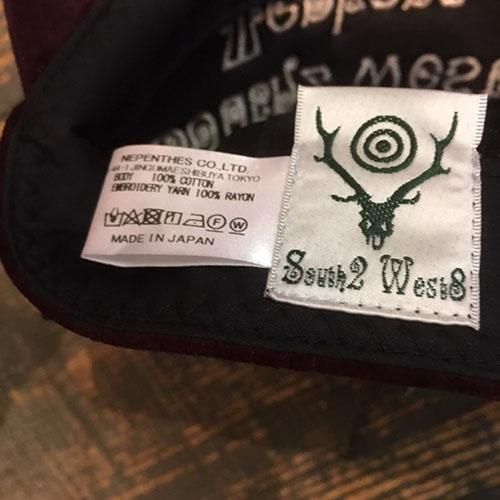 NEPENTHES CO.,LTD.
4-1 JINGUMAE SHIBUYA TOKYO
BODY 100% COTTON
EMBROIDERY YARN 100% RAYON
F W
MADE IN JAPAN
South2 West8